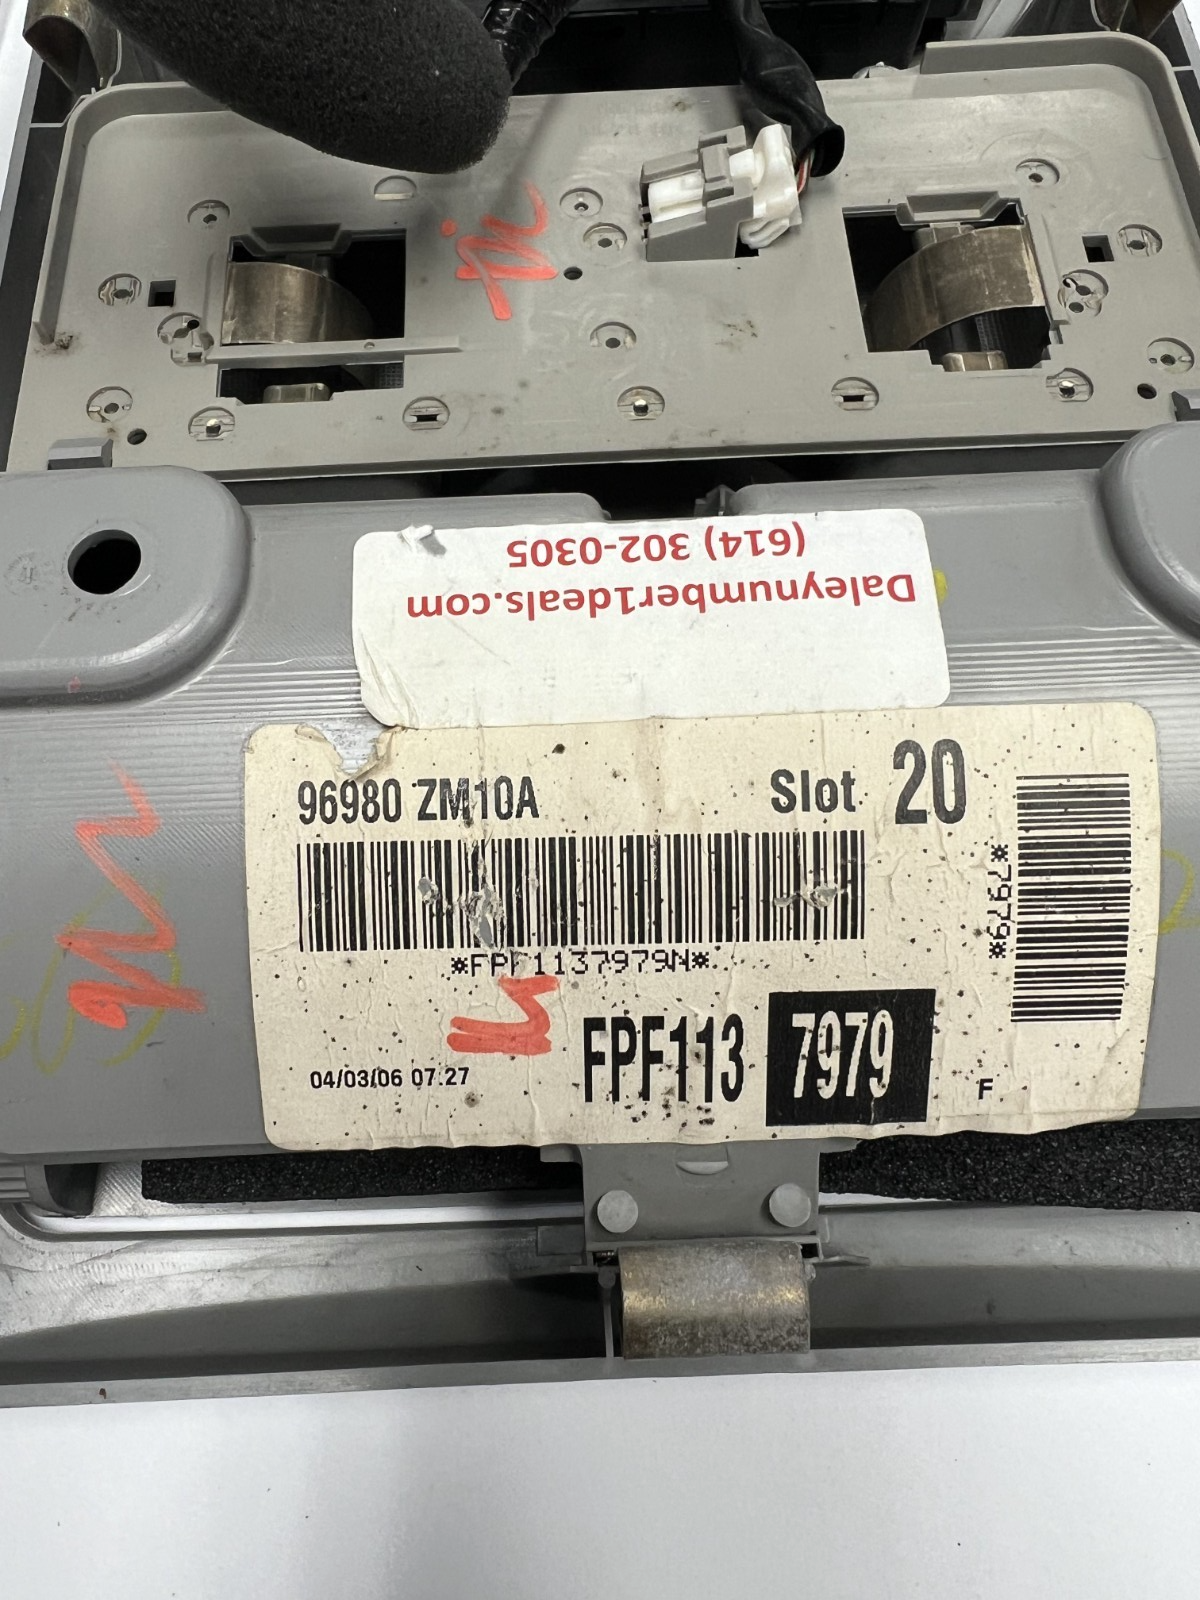 Daleynumber1deals.com
(614) 302-0305
96980 ZM10A
Slot 20
*FPF1137979N*
*7979*
FPF113 7979
04/03/06 07:27
F